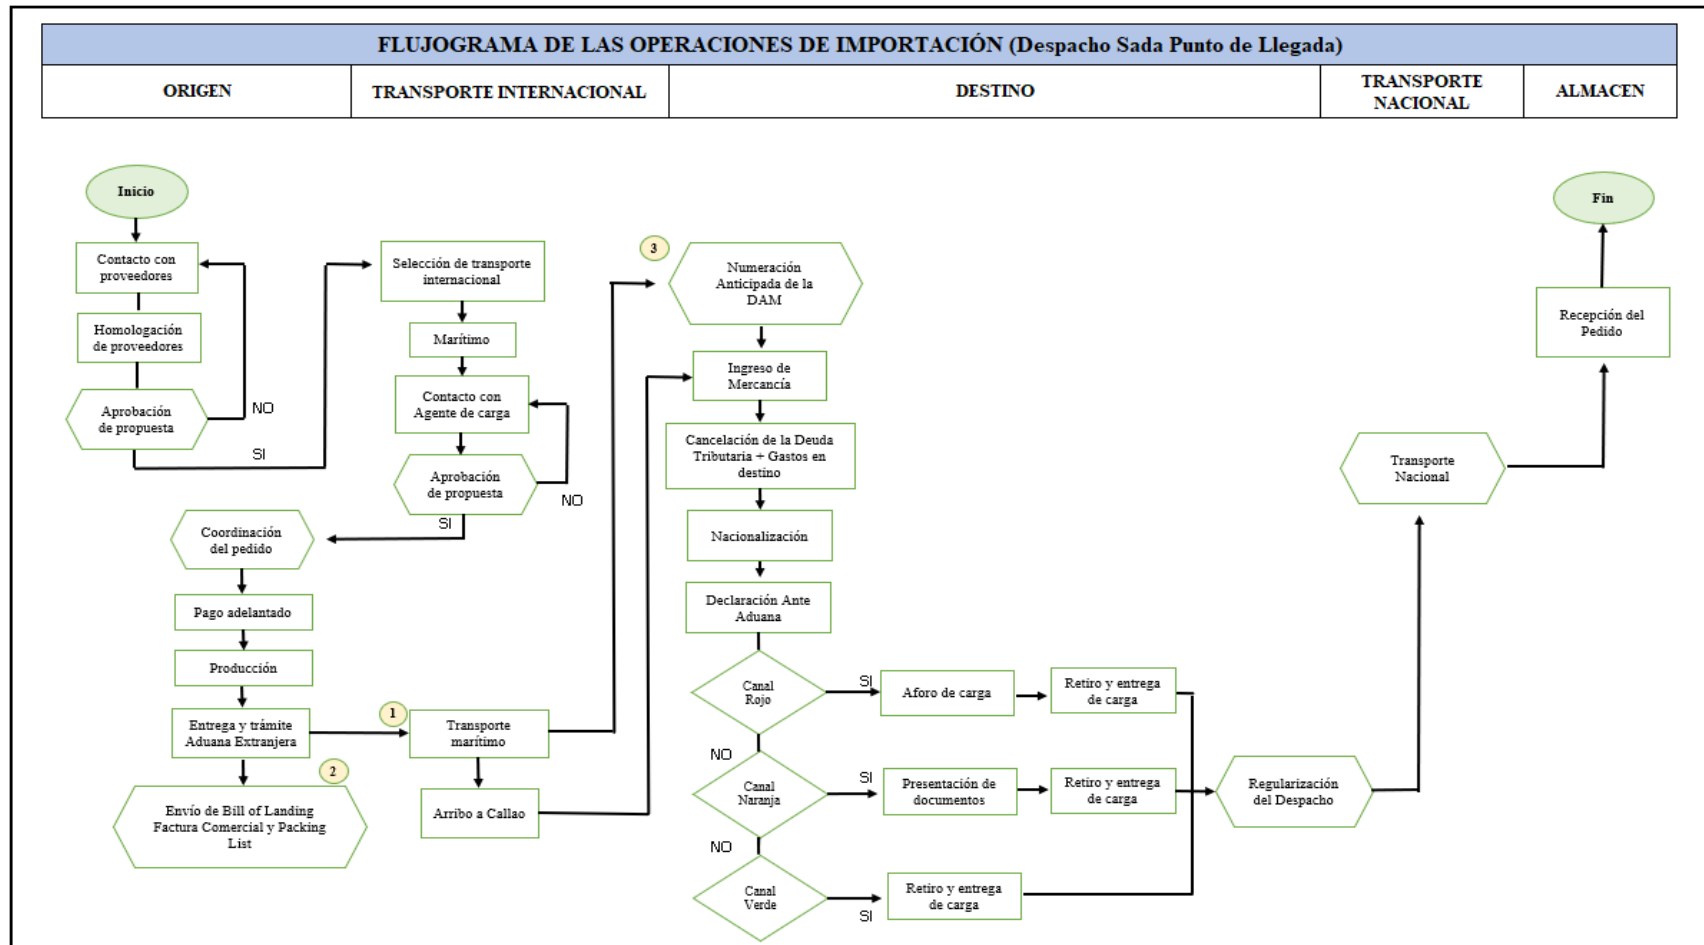 FLUJOGRAMA DE LAS OPERACIONES DE IMPORTACIÓN (Despacho Sada Punto de Llegada)
ORIGEN
TRANSPORTE INTERNACIONAL
DESTINO
TRANSPORTE
NACIONAL
ALMACEN
Inicio
Contacto con
proveedores
Homologación
de proveedores
Aprobación
de propuesta
NO
SI
Selección de transporte
internacional
Marítimo
Contacto con
Agente de carga
Aprobación
de propuesta
NO
SI
Coordinación
del pedido
Pago adelantado
Producción
Entrega y trámite
Aduana Extranjera
2
Envío de Bill of Landing
Factura Comercial y Packing
List
1
Transporte
marítimo
Arribo a Callao
3
Numeración
Anticipada de la
DAM
Ingreso de
Mercancía
Cancelación de la Deuda
Tributaria + Gastos en
destino
Nacionalización
Declaración Ante
Aduana
Canal
Rojo
SI
Aforo de carga
Retiro y entrega
de carga
NO
Canal
Naranja
SI
Presentación de
documentos
Retiro y entrega
de carga
NO
Canal
Verde
SI
Retiro y entrega
de carga
Regularización
del Despacho
Transporte
Nacional
Recepción del
Pedido
Fin